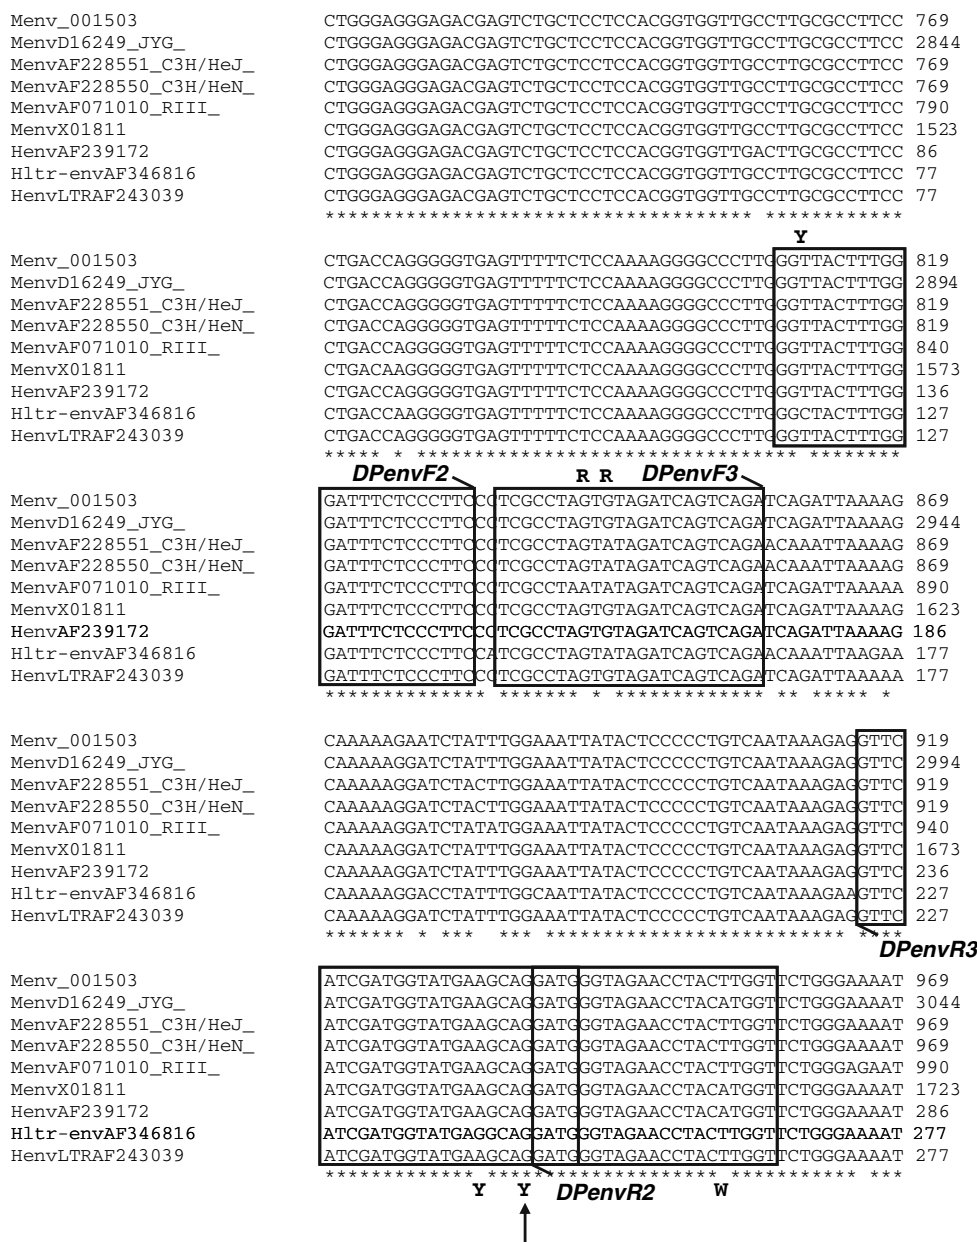 Menv_001503 CTGGGAGGGAGACGAGTCTGCTCCTCCACGGTGGTTGCCTTGCGCCTTCC 769
MenvD16249_JYG_ CTGGGAGGGAGACGAGTCTGCTCCTCCACGGTGGTTGCCTTGCGCCTTCC 2844
MenvAF228551_C3H/HeJ_ CTGGGAGGGAGACGAGTCTGCTCCTCCACGGTGGTTGCCTTGCGCCTTCC 769
MenvAF228550_C3H/HeN_ CTGGGAGGGAGACGAGTCTGCTCCTCCACGGTGGTTGCCTTGCGCCTTCC 769
MenvAF071010_RIII_ CTGGGAGGGAGACGAGTCTGCTCCTCCACGGTGGTTGCCTTGCGCCTTCC 790
MenvX01811 CTGGGAGGGAGACGAGTCTGCTCCTCCACGGTGGTTGCCTTGCGCCTTCC 1523
HenvAF239172 CTGGGAGGGAGACGAGTCTGCTCCTCCACGGTGGTTGACTTGCGCCTTCC 86
Hltr-envAF346816 CTGGGAGGGAGACGAGTCTGCTCCTCCACGGTGGTTGCCTTGCGCCTTCC 77
HenvLTRAF243039 CTGGGAGGGAGACGAGTCTGCTCCTCCACGGTGGTTGCCTTGCGCCTTCC 77
************************************* ************
Y
Menv_001503 CTGACCAGGGGGTGAGTTTTTCTCCAAAAGGGGCCCTTGGGTTACTTTGG 819
MenvD16249_JYG_ CTGACCAGGGGGTGAGTTTTTCTCCAAAAGGGGCCCTTGGGTTACTTTGG 2894
MenvAF228551_C3H/HeJ_ CTGACCAGGGGGTGAGTTTTTCTCCAAAAGGGGCCCTTGGGTTACTTTGG 819
MenvAF228550_C3H/HeN_ CTGACCAGGGGGTGAGTTTTTCTCCAAAAGGGGCCCTTGGGTTACTTTGG 819
MenvAF071010_RIII_ CTGACCAGGGGGTGAGTTTTTCTCCAAAAGGGGCCCTTGGGTTACTTTGG 840
MenvX01811 CTGACAAGGGGGTGAGTTTTTCTCCAAAAGGGGCCCTTGGGTTACTTTGG 1573
HenvAF239172 CTGACCAGGGGGTGAGTTTTTCTCCAAAAGGGGCCCTTGGGTTACTTTGG 136
Hltr-envAF346816 CTGACCAAGGGGTGAGTTTTTCTCCAAAAGGGGCCCTTGGGCTACTTTGG 127
HenvLTRAF243039 CTGACCAGGGGGTGAGTTTTTCTCCAAAAGGGGCCCTTGGGTTACTTTGG 127
***** * ********************************* ********
DPenvF2 R R DPenvF3
Menv_001503 GATTTCTCCCTTCCCTCGCCTAGTGTAGATCAGTCAGATCAGATTAAAAG 869
MenvD16249_JYG_ GATTTCTCCCTTCCCTCGCCTAGTGTAGATCAGTCAGATCAGATTAAAAG 2944
MenvAF228551_C3H/HeJ_ GATTTCTCCCTTCCCTCGCCTAGTATAGATCAGTCAGAACAAATTAAAAG 869
MenvAF228550_C3H/HeN_ GATTTCTCCCTTCCCTCGCCTAGTATAGATCAGTCAGAACAAATTAAAAG 869
MenvAF071010_RIII_ GATTTCTCCCTTCCCTCGCCTAATATAGATCAGTCAGATCAGATTAAAAA 890
MenvX01811 GATTTCTCCCTTCCCTCGCCTAGTGTAGATCAGTCAGATCAGATTAAAAG 1623
HenvAF239172 GATTTCTCCCTTCCCTCGCCTAGTGTAGATCAGTCAGATCAGATTAAAAG 186
Hltr-envAF346816 GATTTCTCCCTTCCATCGCCTAGTATAGATCAGTCAGAACAAATTAAGAA 177
HenvLTRAF243039 GATTTCTCCCTTCCCTCGCCTAGTGTAGATCAGTCAGATCAGATTAAAAA 177
************** ******* * ************* ** ***** *
Menv_001503 CAAAAAGAATCTATTTGGAAATTATACTCCCCCTGTCAATAAAGAGGTTC 919
MenvD16249_JYG_ CAAAAAGGATCTATTTGGAAATTATACTCCCCCTGTCAATAAAGAGGTTC 2994
MenvAF228551_C3H/HeJ_ CAAAAAGGATCTACTTGGAAATTATACTCCCCCTGTCAATAAAGAGGTTC 919
MenvAF228550_C3H/HeN_ CAAAAAGGATCTACTTGGAAATTATACTCCCCCTGTCAATAAAGAGGTTC 919
MenvAF071010_RIII_ CAAAAAGGATCTATATGGAAATTATACTCCCCCTGTCAATAAAGAGGTTC 940
MenvX01811 CAAAAAGGATCTATTTGGAAATTATACTCCCCCTGTCAATAAAGAGGTTC 1673
HenvAF239172 CAAAAAGGATCTATTTGGAAATTATACTCCCCCTGTCAATAAAGAGGTTC 236
Hltr-envAF346816 CAAAAAGGACCTATTTGGCAATTATACTCCCCCTGTCAATAAAGAAGTTC 227
HenvLTRAF243039 CAAAAAGGATCTATTTGGAAATTATACTCCCCCTGTCAATAAAGAGGTTC 227
******* * ***  *** ************************** ****
DPenvR3
Menv_001503 ATCGATGGTATGAAGCAGGATGGGTAGAACCTACTTGGTTCTGGGAAAAT 969
MenvD16249_JYG_ ATCGATGGTATGAAGCAGGATGGGTAGAACCTACATGGTTCTGGGAAAAT 3044
MenvAF228551_C3H/HeJ_ ATCGATGGTATGAAGCAGGATGGGTAGAACCTACTTGGTTCTGGGAAAAT 969
MenvAF228550_C3H/HeN_ ATCGATGGTATGAAGCAGGATGGGTAGAACCTACTTGGTTCTGGGAAAAT 969
MenvAF071010_RIII_ ATCGATGGTATGAAGCAGGATGGGTAGAACCTACTTGGTTCTGGGAGAAT 990
MenvX01811 ATCGATGGTATGAAGCAGGATGGGTAGAACCTACATGGTTCTGGGAAAAT 1723
HenvAF239172 ATCGATGGTATGAAGCAGGATGGGTAGAACCTACATGGTTCTGGGAAAAT 286
Hltr-envAF346816 ATCGATGGTATGAGGCAGGATGGGTAGAACCTACTTGGTTCTGGGAAAAT 277
HenvLTRAF243039 ATCGATGGTATGAAGCAGGATGGGTAGAACCTACTTGGTTCTGGGAAAAT 277
************* ******************** *********** ***
Y Y DPenvR2 W